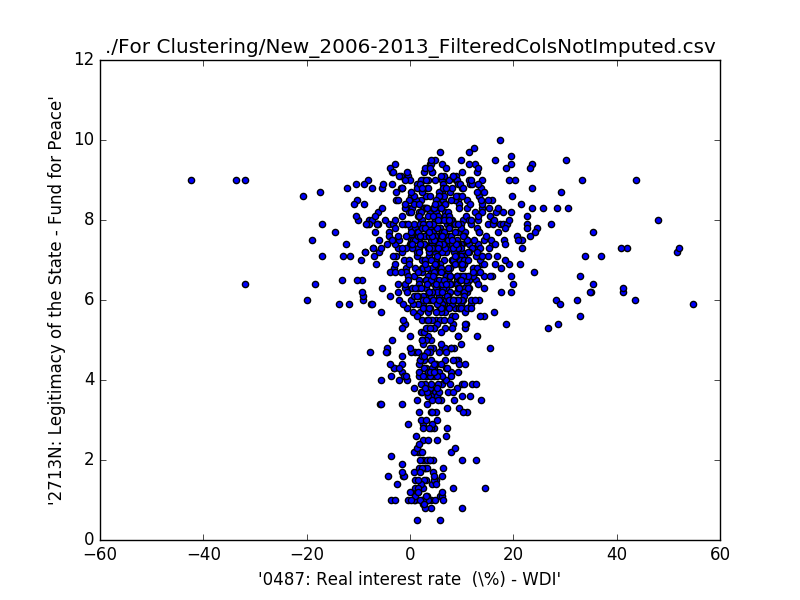 ./For Clustering/New_2006-2013_FilteredColsNotImputed.csv
'2713N: Legitimacy of the State - Fund for Peace'
12
10
8
6
4
2
0
−60 −40 −20 0 20 40 60
'0487: Real interest rate  (\%) - WDI'